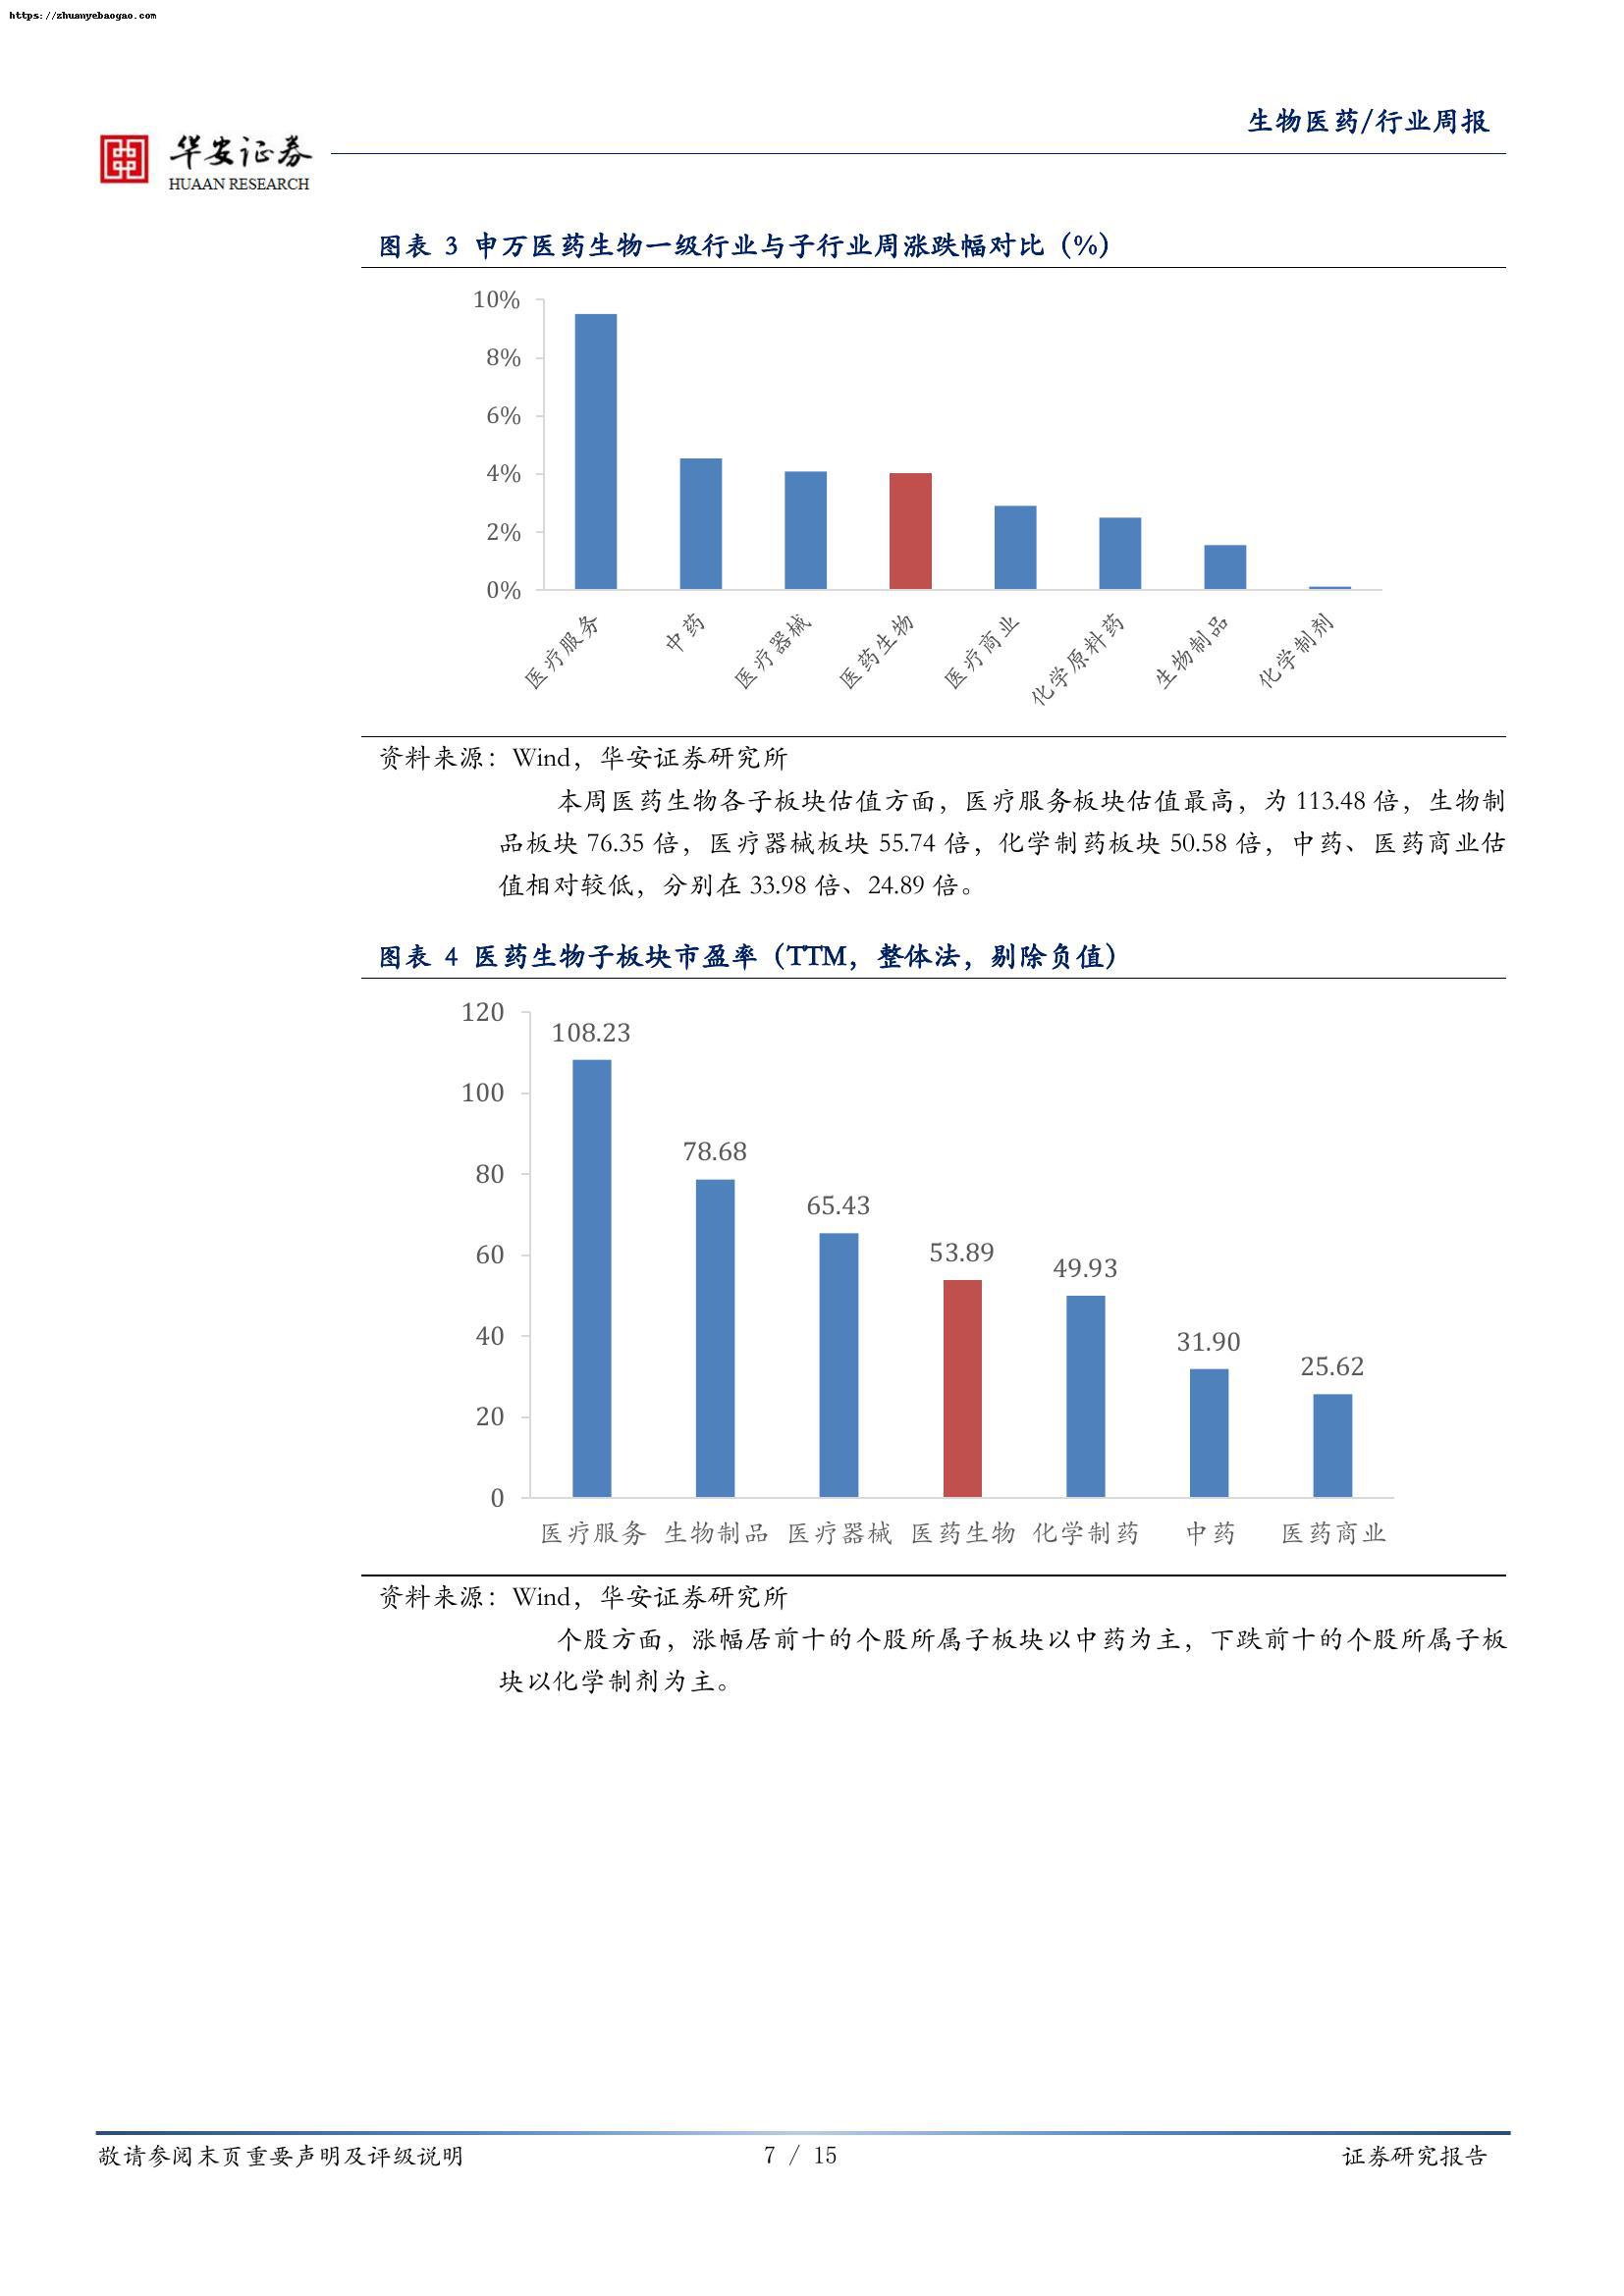 https://zhuanyebaogao.com
生物医药/行业周报
华安证券
HUAAN RESEARCH
图表 3 申万医药生物一级行业与子行业周涨跌幅对比（%）
10%
8%
6%
4%
2%
0%
医疗服务
中药
医疗器械
医药生物
医疗商业
化学原料药
生物制品
化学制剂
资料来源：Wind，华安证券研究所
本周医药生物各子板块估值方面，医疗服务板块估值最高，为 113.48 倍，生物制
品板块 76.35 倍，医疗器械板块 55.74 倍，化学制药板块 50.58 倍，中药、医药商业估
值相对较低，分别在 33.98 倍、24.89 倍。
图表 4 医药生物子板块市盈率（TTM，整体法，剔除负值）
120
100
80
60
40
20
0
108.23
78.68
65.43
53.89
49.93
31.90
25.62
医疗服务 生物制品 医疗器械 医药生物 化学制药 中药 医药商业
资料来源：Wind，华安证券研究所
个股方面，涨幅居前十的个股所属子板块以中药为主，下跌前十的个股所属子板
块以化学制剂为主。
敬请参阅末页重要声明及评级说明
7 / 15
证券研究报告